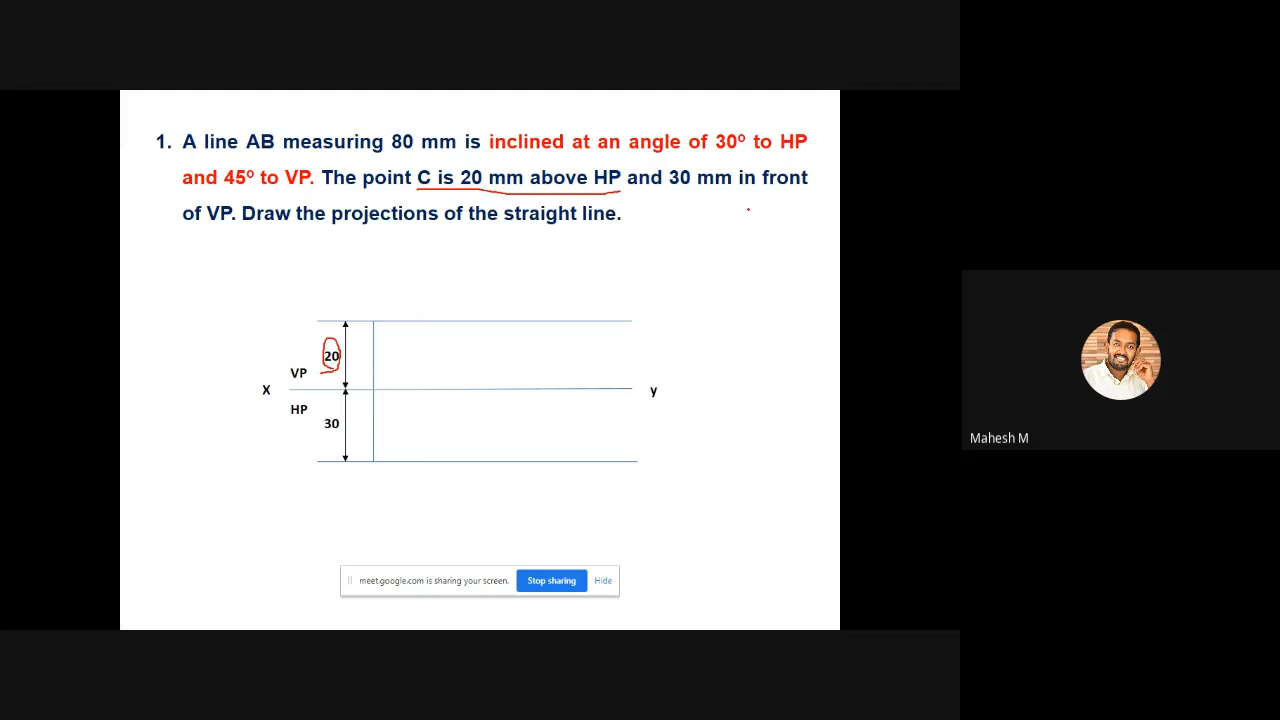 1. A line AB measuring 80 mm is inclined at an angle of 30º to HP
and 45º to VP. The point C is 20 mm above HP and 30 mm in front
of VP. Draw the projections of the straight line.
20
VP
X
y
HP
30
Mahesh M
meet.google.com is sharing your screen. Stop sharing Hide